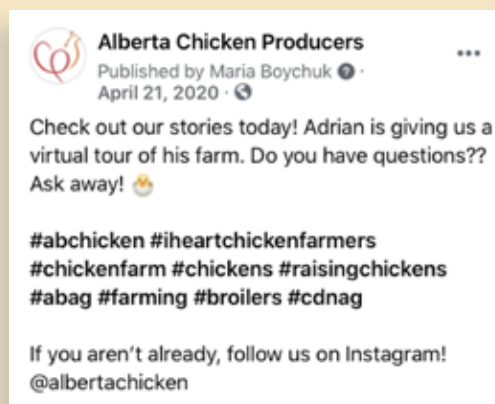 Alberta Chicken Producers
Published by Maria Boychuk ·
April 21, 2020 ·
Check out our stories today! Adrian is giving us a
virtual tour of his farm. Do you have questions??
Ask away! 🐣
#abchicken #iheartchickenfarmers
#chickenfarm #chickens #raisingchickens
#abag #farming #broilers #cdnag
If you aren't already, follow us on Instagram!
@albertachicken